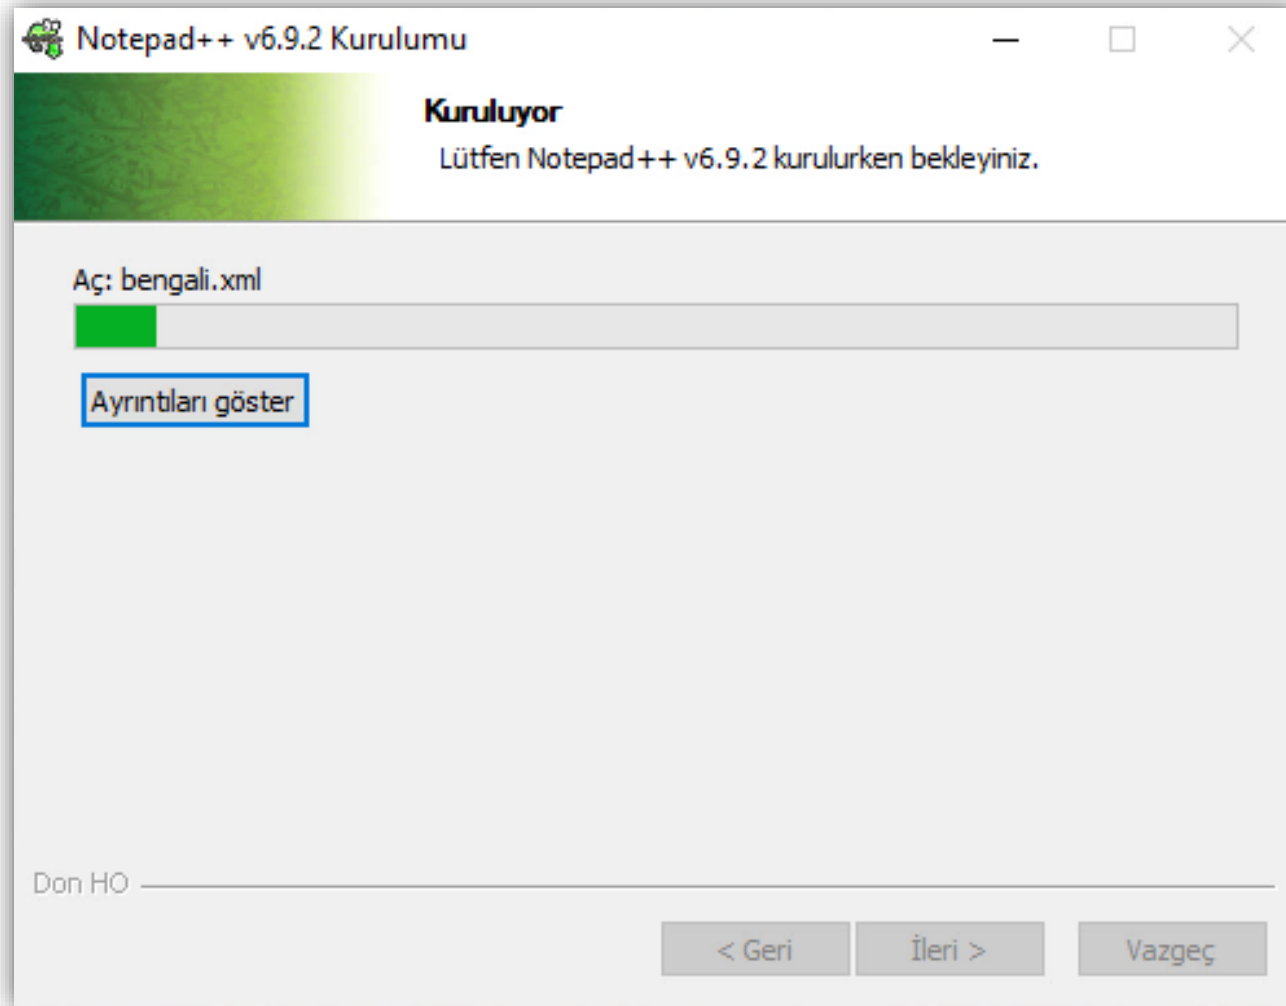 Notepad++ v6.9.2 Kurulumu
Kuruluyor
Lütfen Notepad++ v6.9.2 kurulurken bekleyiniz.
Aç: bengali.xml
Ayrıntıları göster
Don HO
< Geri
İleri >
Vazgeç